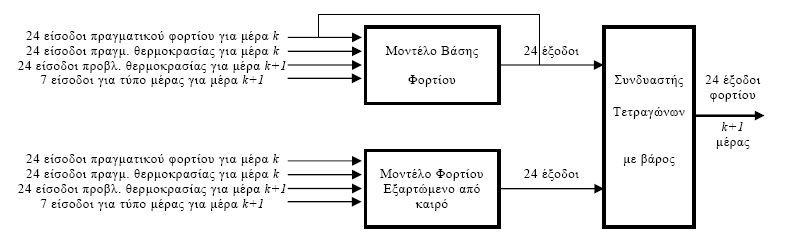 24 είσοδοι πραγματικού φορτίου για μέρα k
24 είσοδοι πραγμ. θερμοκρασίας για μέρα k
24 είσοδοι προβλ. θερμοκρασίας για μέρα k+1
7 είσοδοι για τύπο μέρας για μέρα k+1
Μοντέλο Βάσης
Φορτίου
24 έξοδοι
Συνδυαστής
Τετραγώνων
με βάρος
24 έξοδοι
φορτίου
k+1
μέρας
24 είσοδοι πραγματικού φορτίου για μέρα k
24 είσοδοι πραγμ. θερμοκρασίας για μέρα k
24 είσοδοι προβλ. θερμοκρασίας για μέρα k+1
7 είσοδοι για τύπο μέρας για μέρα k+1
Μοντέλο Φορτίου
Εξαρτώμενο από
καιρό
24 έξοδοι